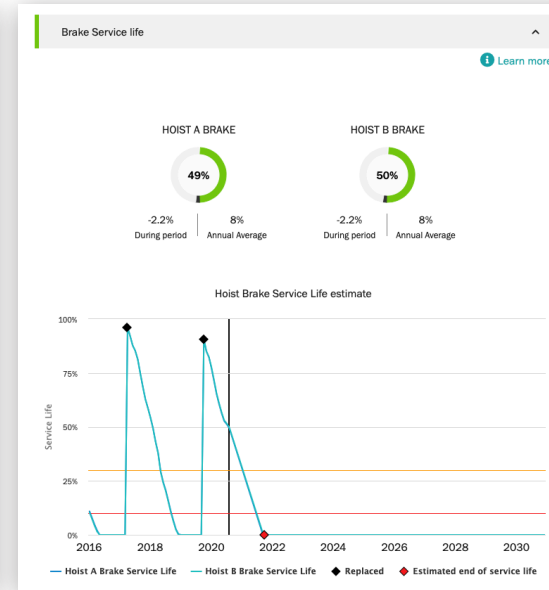 Brake Service life
Learn more
HOIST A BRAKE HOIST B BRAKE
49% 50%
-2.2% 8% -2.2% 8%
During period Annual Average During period Annual Average
Hoist Brake Service Life estimate
100%
75%
50%
25%
0%
Service Life
2016 2018 2020 2022 2024 2026 2028 2030
Hoist A Brake Service Life Hoist B Brake Service Life Replaced Estimated end of service life